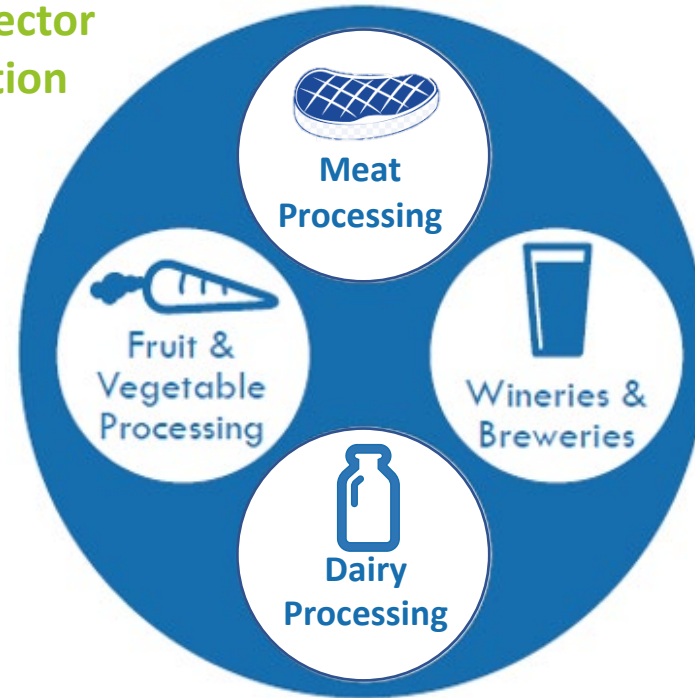 ector
tion
Meat
Processing
Fruit &
Vegetable
Processing
Wineries &
Breweries
Dairy
Processing